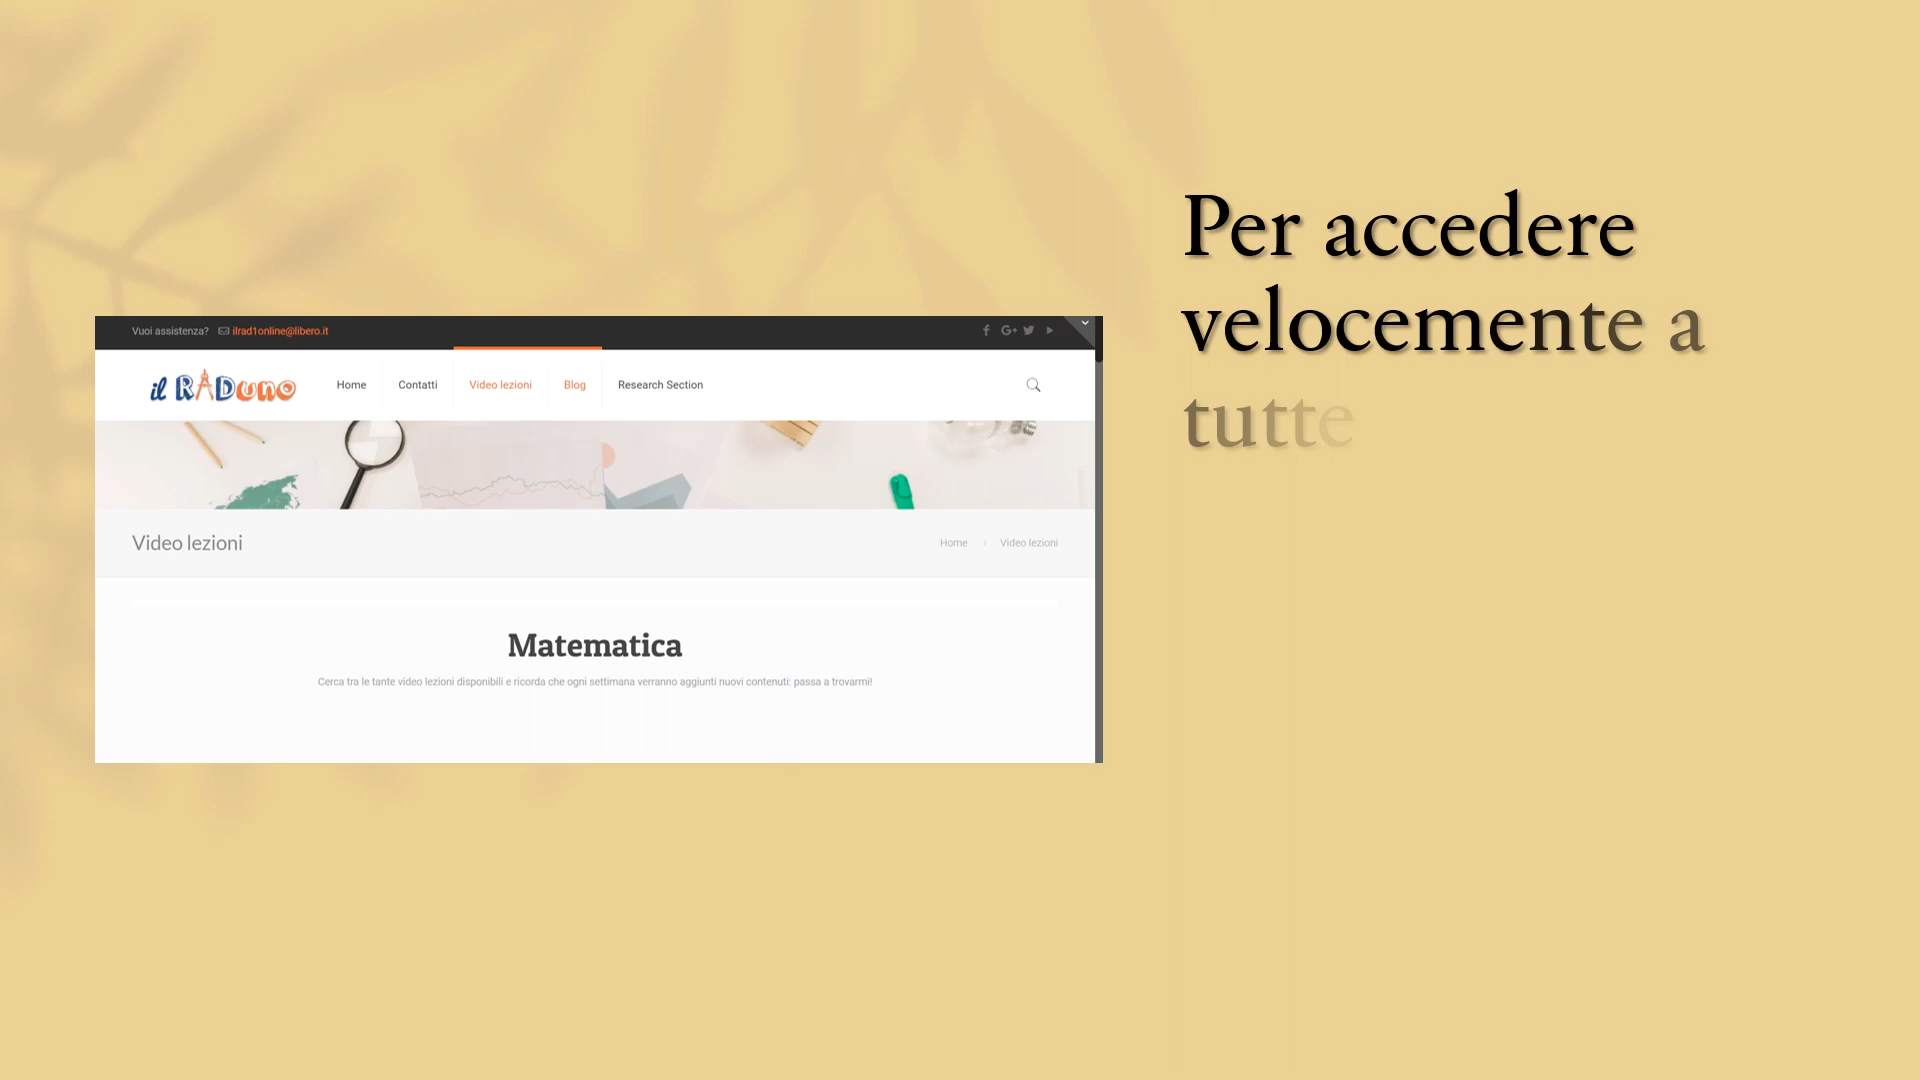 Vuoi assistenza? ilrad1online@libero.it
il RADuno
Home Contatti Video lezioni Blog Research Section
Video lezioni
Home > Video lezioni
Matematica
Cerca tra le tante video lezioni disponibili e ricorda che ogni settimana verranno aggiunti nuovi contenuti: passa a trovarmi!
Per accedere
velocemente a
tutte